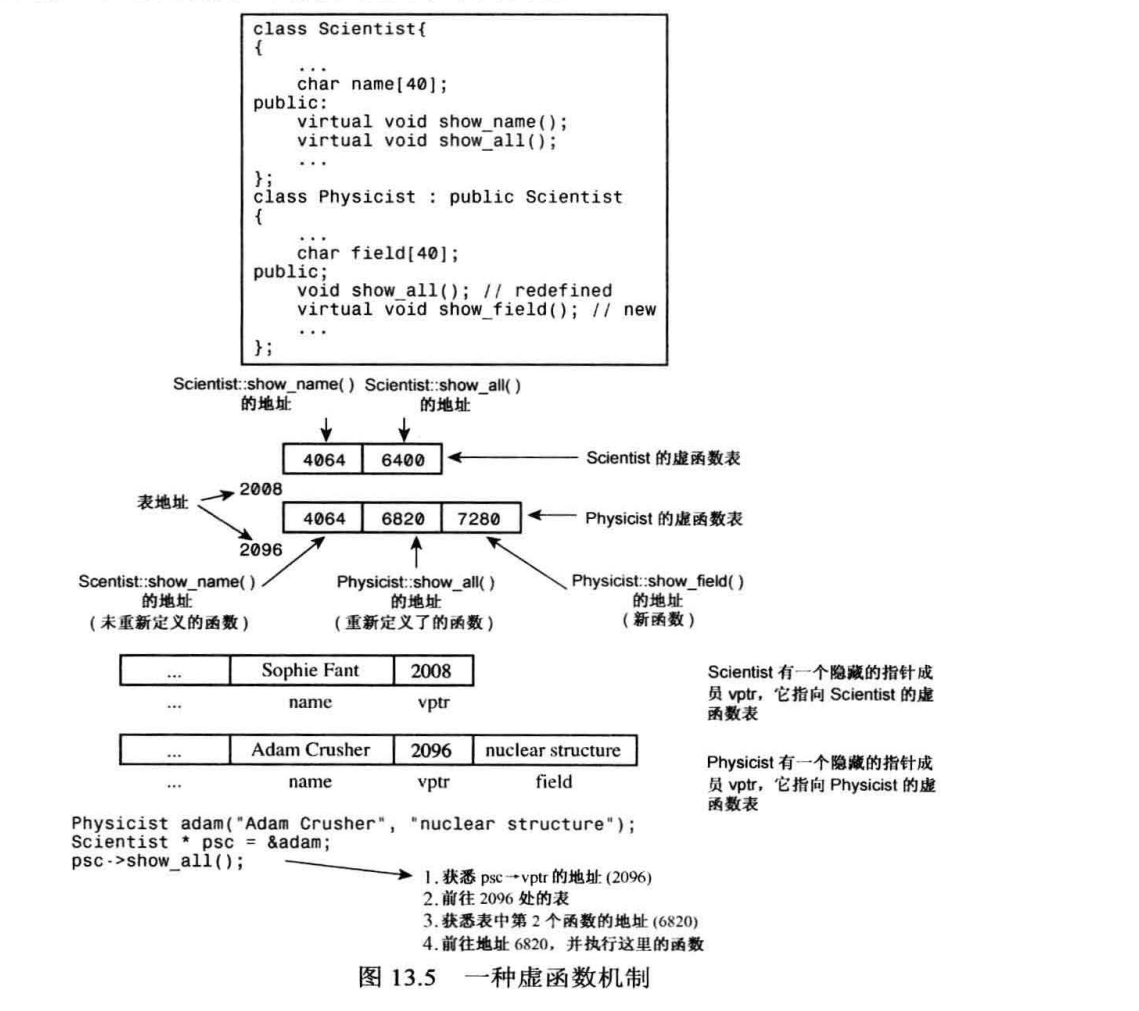 class Scientist{
{
...
char name[40];
public:
virtual void show_name();
virtual void show_all();
...
};
class Physicist : public Scientist
{
...
char field[40];
public;
void show_all(); // redefined
virtual void show_field(); // new
...
};
Scientist::show_name( ) Scientist::show_all( )
的地址 的地址
4064 6400 Scientist 的虚函数表
2008
表地址
4064 6820 7280 Physicist 的虚函数表
2096
Scentist::show_name( ) Physicist::show_all( ) Physicist::show_field( )
的地址 的地址 的地址
(未重新定义的函数) (重新定义了的函数) (新函数)
... Sophie Fant 2008
... name vptr
Scientist 有一个隐藏的指针成
员 vptr，它指向 Scientist 的虚
函数表
... Adam Crusher 2096 nuclear structure
... name vptr field
Physicist 有一个隐藏的指针成
员 vptr，它指向 Physicist 的虚
函数表
Physicist adam("Adam Crusher", "nuclear structure");
Scientist * psc = &adam;
psc->show_all();
1.获悉 psc→vptr 的地址 (2096)
2.前往 2096 处的表
3.获悉表中第 2 个函数的地址 (6820)
4.前往地址 6820，并执行这里的函数
图 13.5 一种虚函数机制